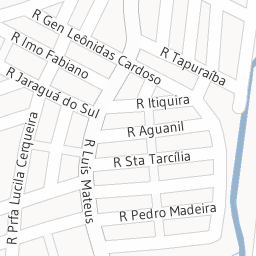 R Gen Leônidas Cardoso
R Imo Fabiano
R Tapuraíba
R Jaraguá do Sul
R Itiquira
R Aguanil
R Sta Tarcília
R Luis Mateus
R Prfa Lucila Cerqueira
R Pedro Madeira